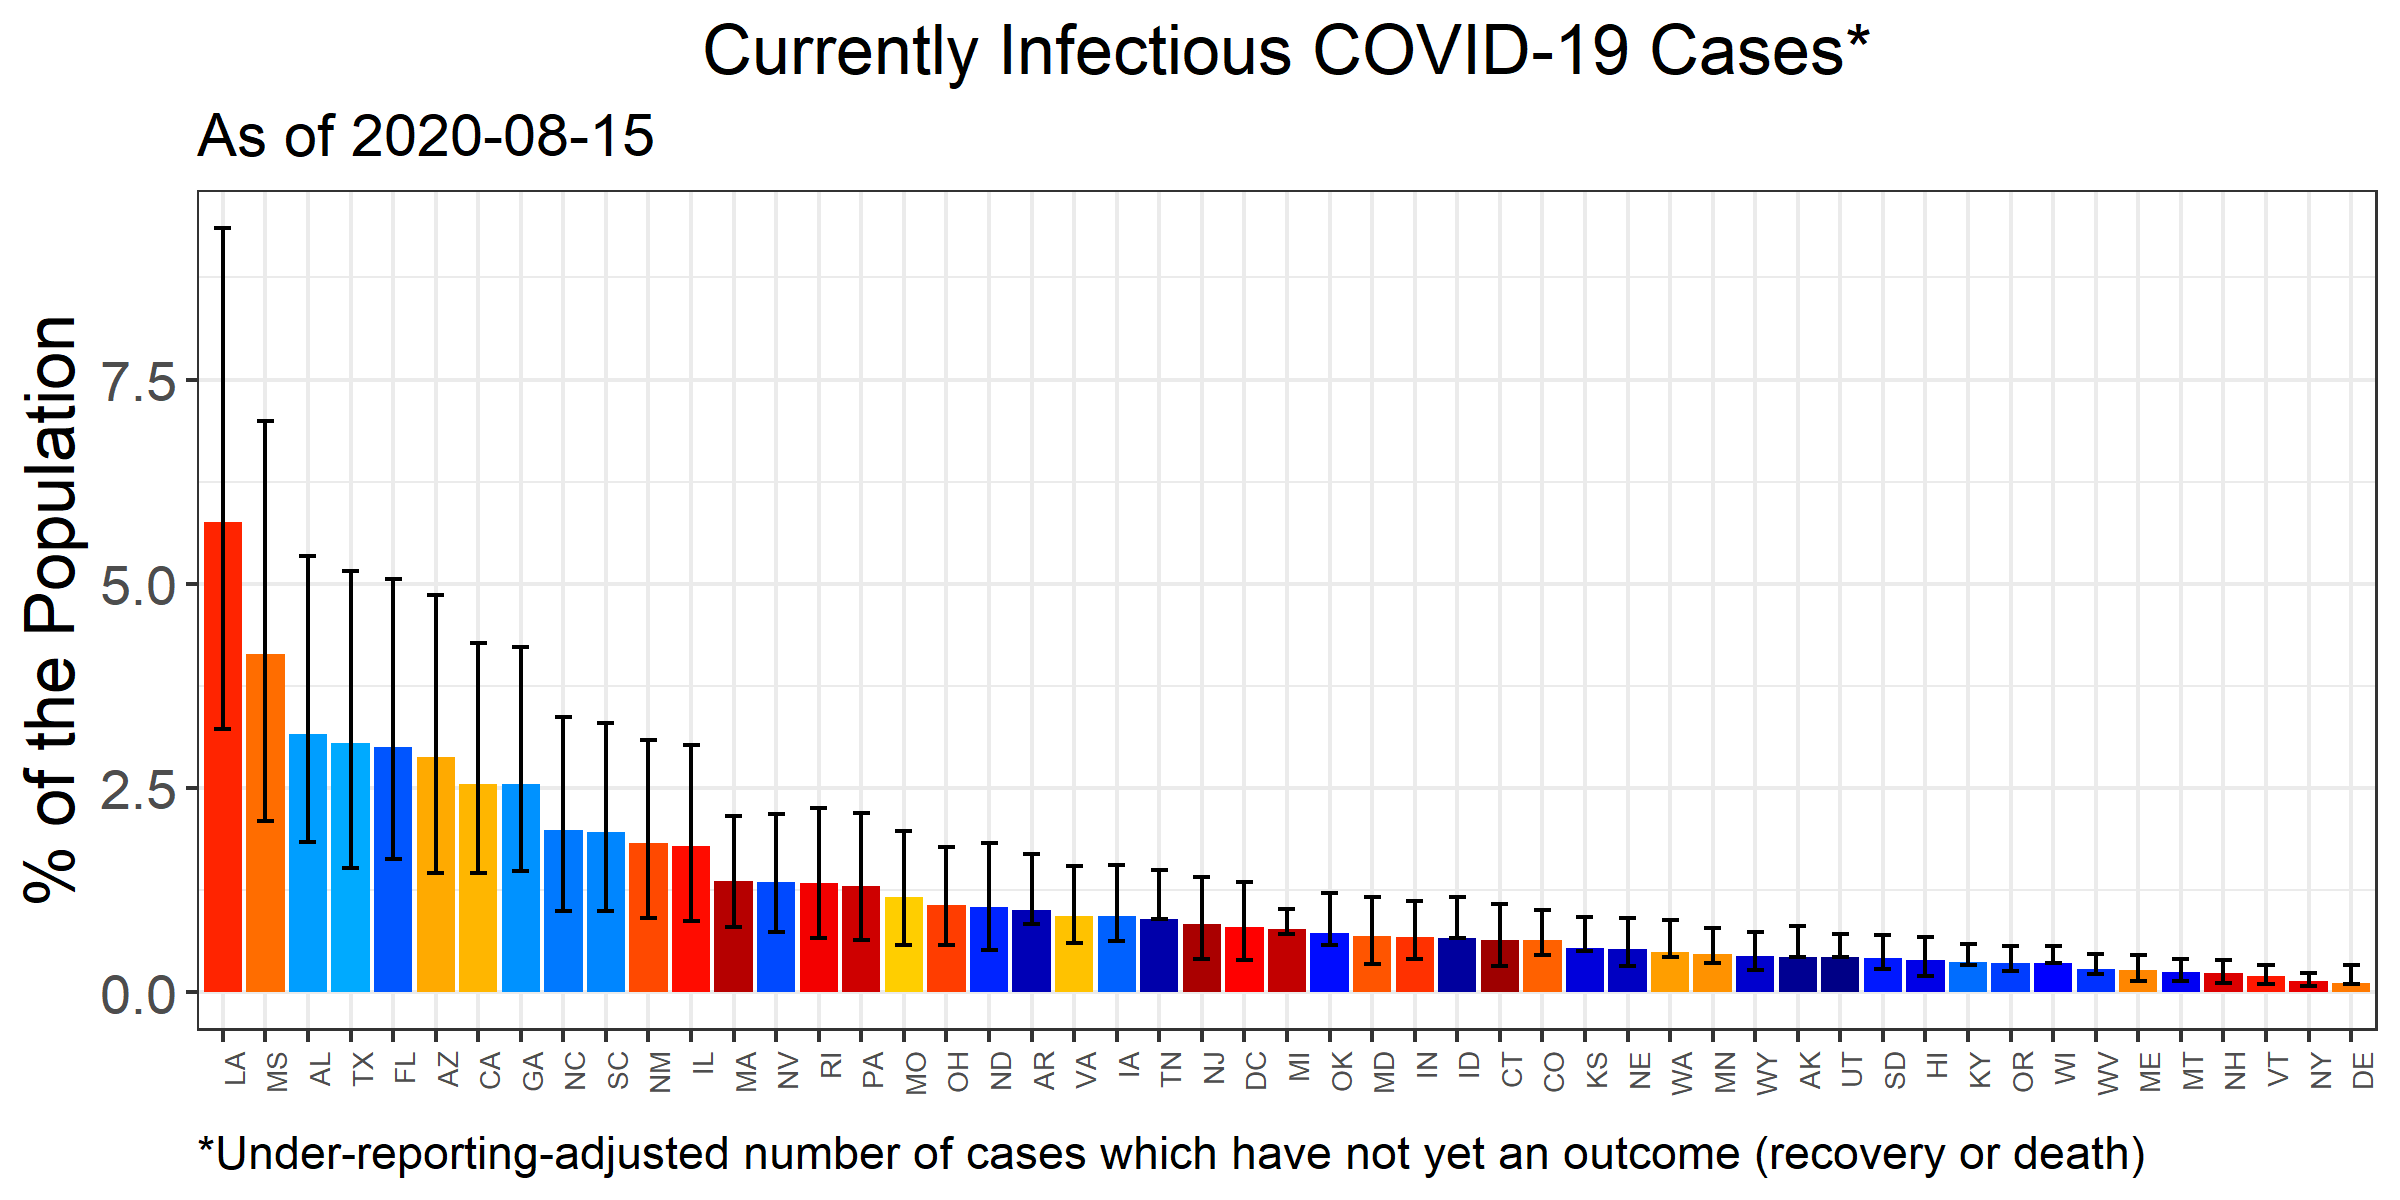 Currently Infectious COVID-19 Cases*
As of 2020-08-15
% of the Population
7.5
5.0
2.5
0.0
LA MS AL TX FL AZ CA GA NC SC NM IL MA NV RI PA MO OH ND AR VA IA TN NJ DC MI OK MD IN ID CT CO KS NE WA MN WY AK UT SD HI KY OR WI WV ME MT NH VT NY DE
*Under-reporting-adjusted number of cases which have not yet an outcome (recovery or death)